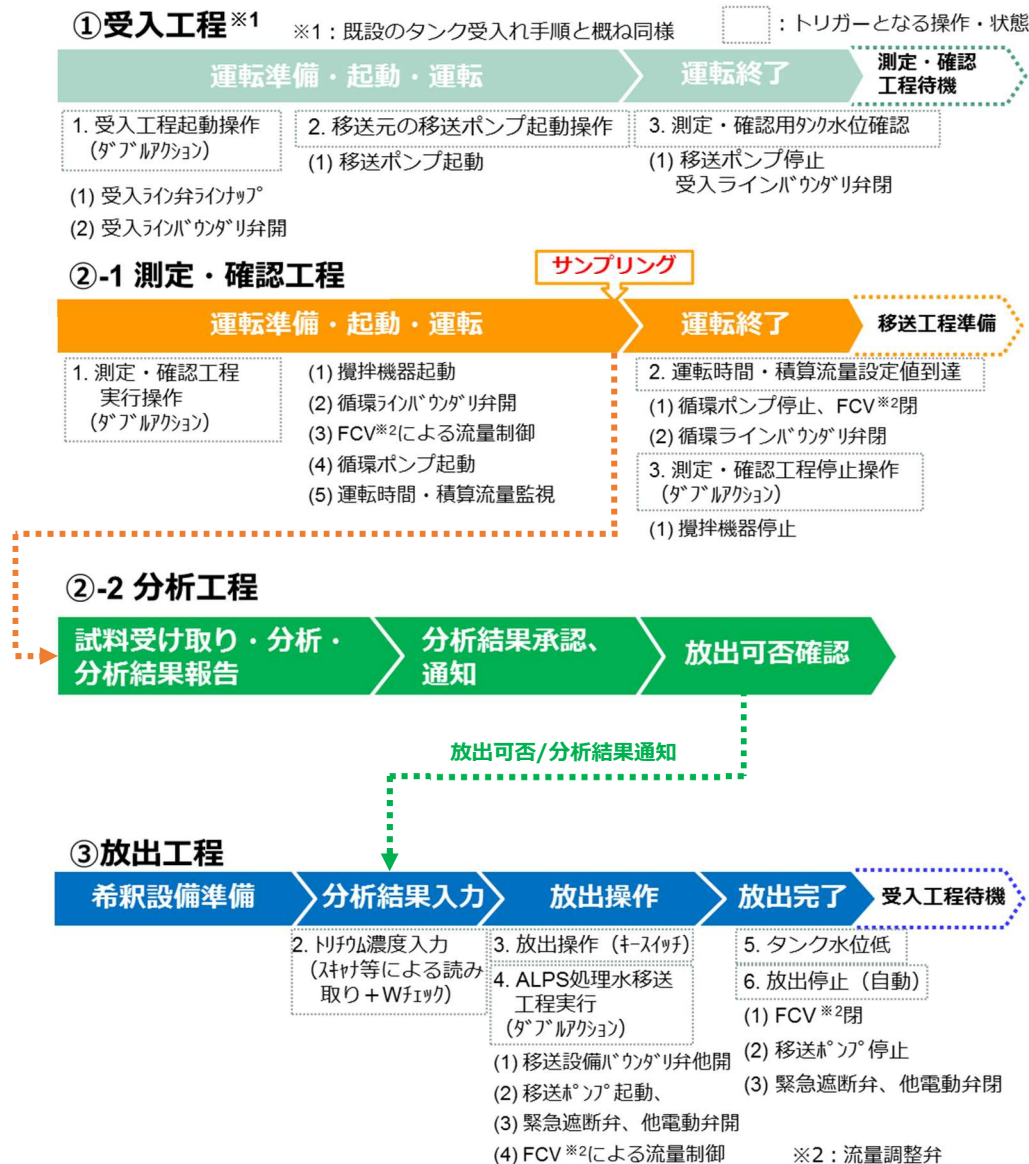 ①受入工程※1
※1：既設のタンク受入れ手順と概ね同様
：トリガーとなる操作・状態
運転準備・起動・運転
運転終了
測定・確認
工程待機
1. 受入工程起動操作
(ﾀﾞﾌﾞﾙｱｸｼｮﾝ)
(1) 受入ﾗｲﾝ弁ﾗｲﾝﾅｯﾌﾟ
(2) 受入ﾗｲﾝﾊﾞｳﾝﾀﾞﾘ弁開
2. 移送元の移送ポンプ起動操作
(1) 移送ポンプ起動
3. 測定・確認用ﾀﾝｸ水位確認
(1) 移送ポンプ停止
受入ラインﾊﾞｳﾝﾀﾞﾘ弁閉
②-1 測定・確認工程
サンプリング
運転準備・起動・運転
運転終了
移送工程準備
1. 測定・確認工程
実行操作
(ﾀﾞﾌﾞﾙｱｸｼｮﾝ)
(1) 攪拌機器起動
(2) 循環ﾗｲﾝﾊﾞｳﾝﾀﾞﾘ弁開
(3) FCV※2による流量制御
(4) 循環ポンプ起動
(5) 運転時間・積算流量監視
2. 運転時間・積算流量設定値到達
(1) 循環ポンプ停止、FCV※2閉
(2) 循環ラインﾊﾞｳﾝﾀﾞﾘ弁閉
3. 測定・確認工程停止操作
(ﾀﾞﾌﾞﾙｱｸｼｮﾝ)
(1) 攪拌機器停止
②-2 分析工程
試料受け取り・分析・
分析結果報告
分析結果承認、
通知
放出可否確認
放出可否/分析結果通知
③放出工程
希釈設備準備
分析結果入力
放出操作
放出完了
受入工程待機
2. ﾄﾘﾁｳﾑ濃度入力
(ｽｷｬﾅ等による読み
取り＋Wﾁｪｯｸ)
3. 放出操作（ｷｰｽｲｯﾁ)
4. ALPS処理水移送
工程実行
(ﾀﾞﾌﾞﾙｱｸｼｮﾝ)
(1) 移送設備ﾊﾞｳﾝﾀﾞﾘ弁他開
(2) 移送ﾎﾟﾝﾌﾟ起動、
(3) 緊急遮断弁、他電動弁開
(4) FCV※2による流量制御
5. タンク水位低
6. 放出停止（自動）
(1) FCV※2閉
(2) 移送ﾎﾟﾝﾌﾟ停止
(3) 緊急遮断弁、他電動弁閉
※2：流量調整弁